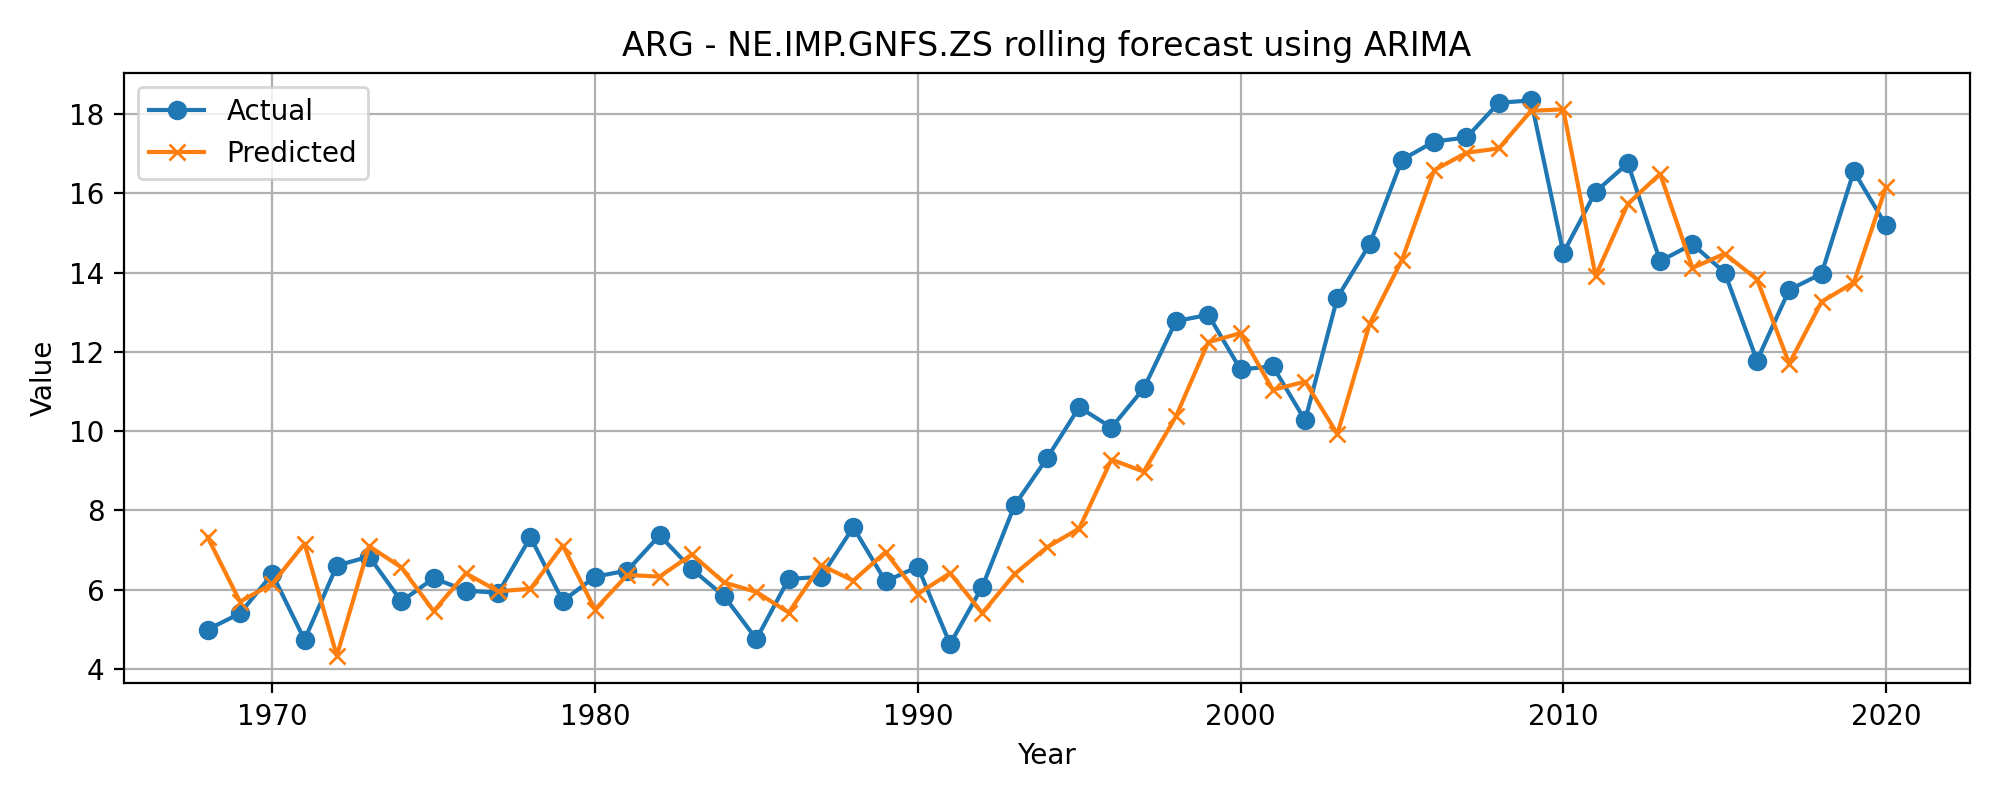 ARG - NE.IMP.GNFS.ZS rolling forecast using ARIMA
Actual
Predicted
18
16
14
12
10
8
6
4
Value
1970
1980
1990
2000
2010
2020
Year